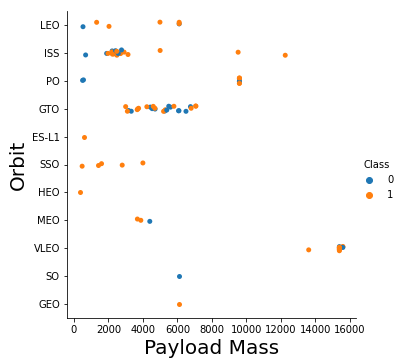 LEO
ISS
PO
GTO
ES-L1
SSO
HEO
MEO
VLEO
SO
GEO
Orbit
0 2000 4000 6000 8000 10000 12000 14000 16000
Payload Mass
Class
0
1